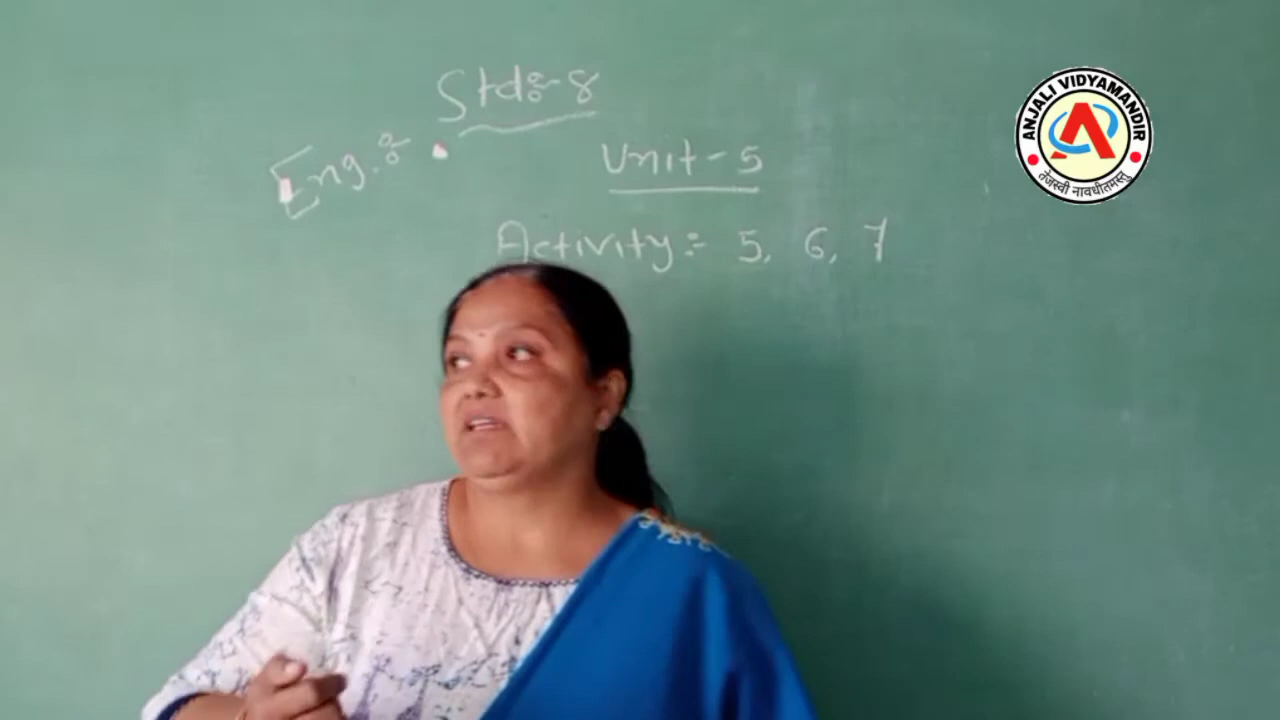 Std:-8
Eng.:
Unit-5
Activity:- 5, 6, 7
ANJALI VIDYAMANDIR
तेजस्वी नावधीतमस्तु